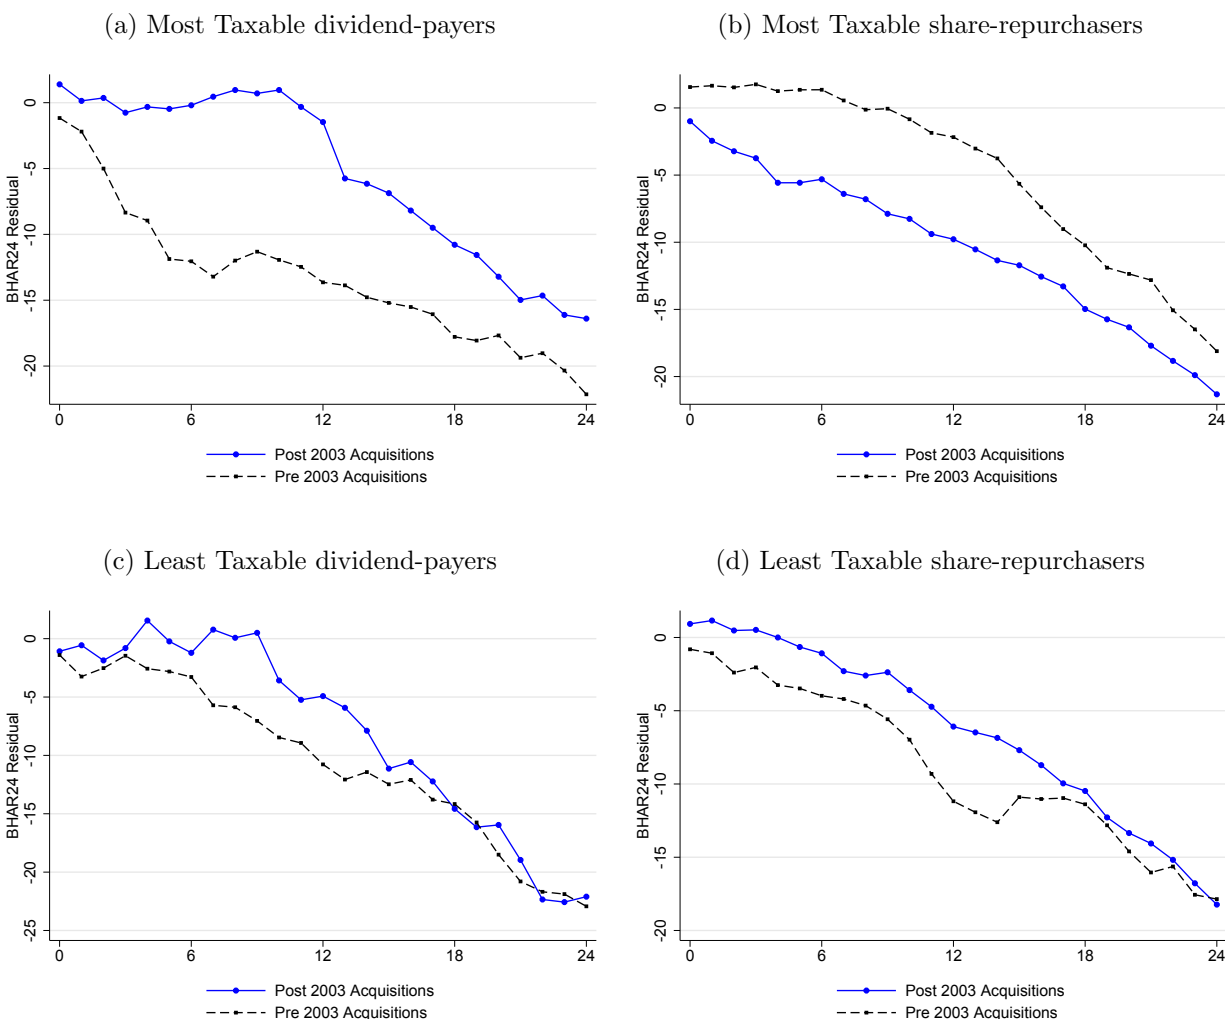 (a) Most Taxable dividend-payers
BHAR24 Residual
0
-5
-10
-15
-20
0 6 12 18 24
Post 2003 Acquisitions
Pre 2003 Acquisitions
(b) Most Taxable share-repurchasers
BHAR24 Residual
0
-5
-10
-15
-20
0 6 12 18 24
Post 2003 Acquisitions
Pre 2003 Acquisitions
(c) Least Taxable dividend-payers
BHAR24 Residual
0
-5
-10
-15
-20
-25
0 6 12 18 24
Post 2003 Acquisitions
Pre 2003 Acquisitions
(d) Least Taxable share-repurchasers
BHAR24 Residual
0
-5
-10
-15
-20
0 6 12 18 24
Post 2003 Acquisitions
Pre 2003 Acquisitions